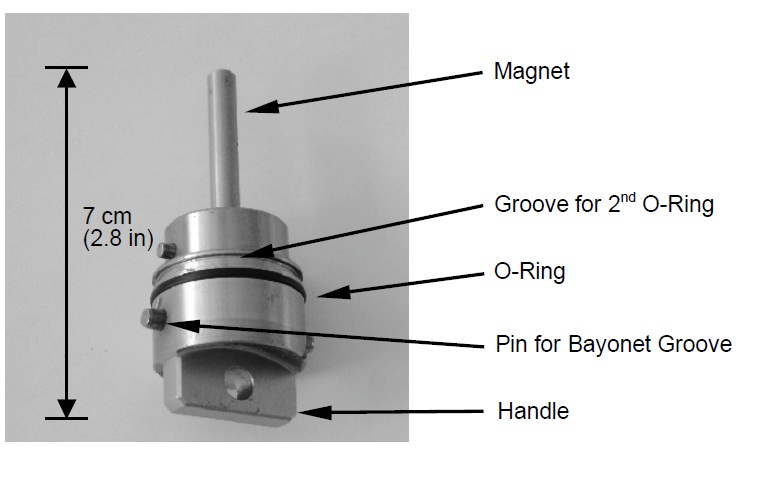 Magnet
7 cm
(2.8 in)
Groove for 2nd O-Ring
O-Ring
Pin for Bayonet Groove
Handle